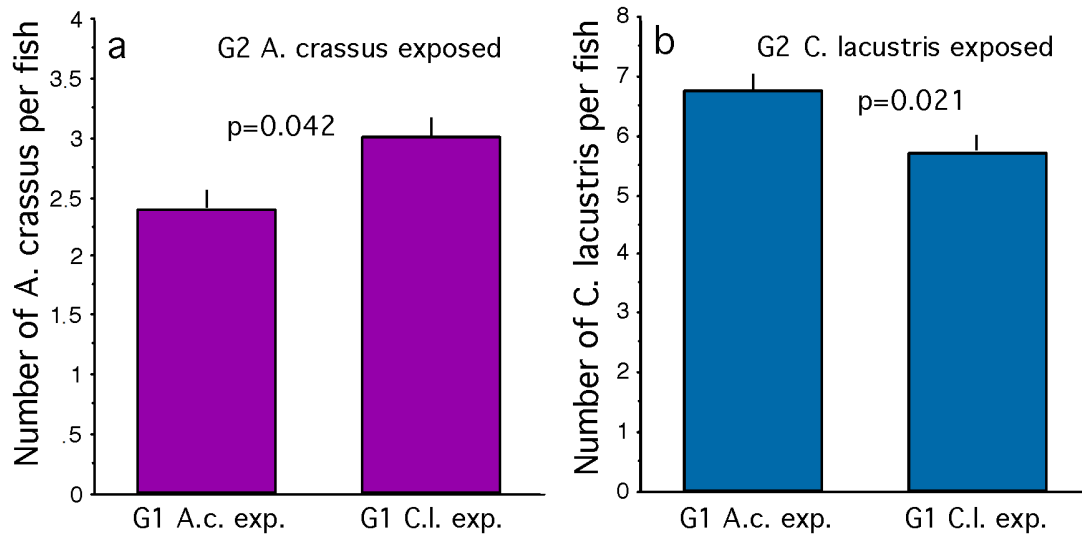 a
G2 A. crassus exposed
p=0.042
Number of A. crassus per fish
4
3.5
3
2.5
2
1.5
1
.5
0
G1 A.c. exp.
G1 C.l. exp.
b
G2 C. lacustris exposed
p=0.021
Number of C. lacustris per fish
8
7
6
5
4
3
2
1
0
G1 A.c. exp.
G1 C.l. exp.